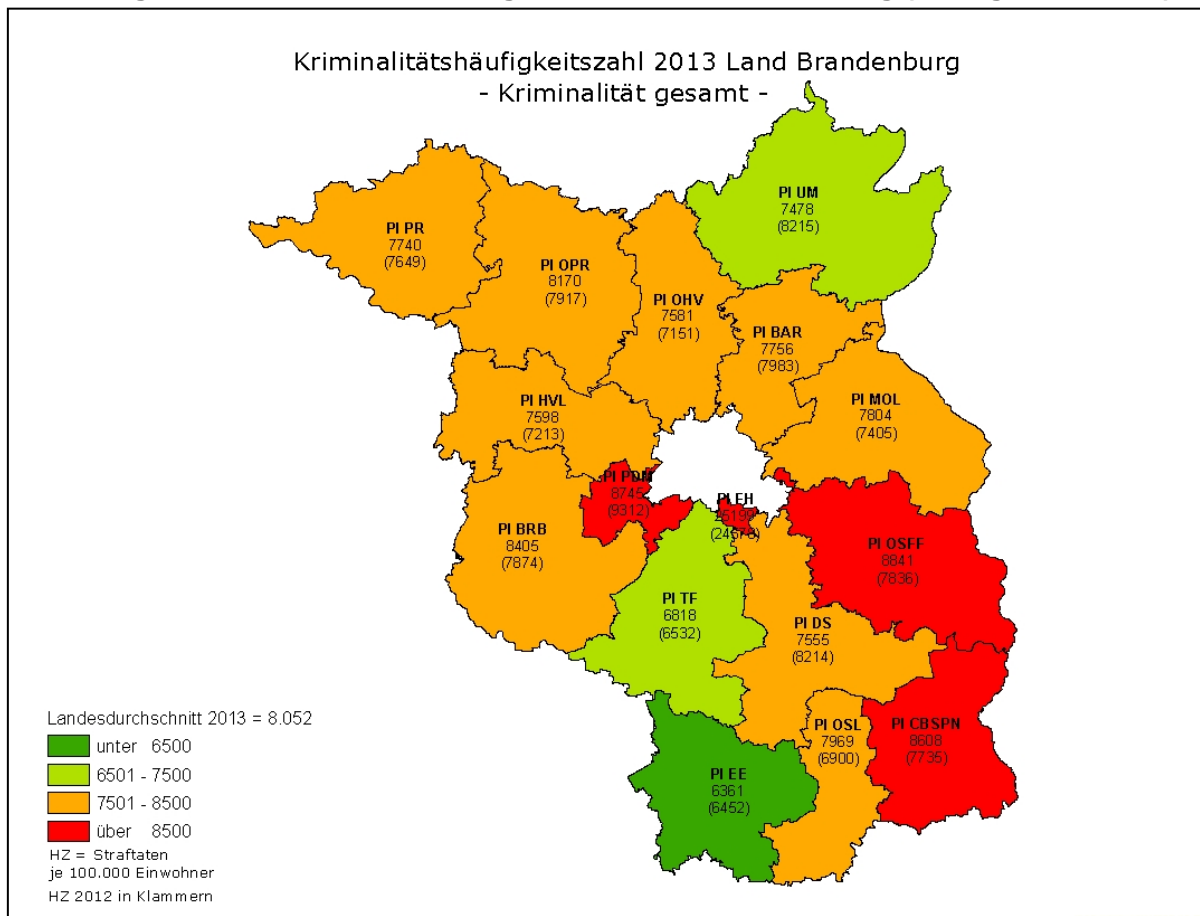 Kriminalitätshäufigkeitszahl 2013 Land Brandenburg
- Kriminalität gesamt -
PI UM
7478
(8215)
PI PR
7740
(7649)
PI OPR
8170
(7917)
PI OHV
7581
(7151)
PI BAR
7756
(7983)
PI HVL
7598
(7213)
PI MOL
7804
(7405)
PI PDM
8745
(9312)
PI EH
PI BRB
8405
(7874)
PI OSFF
8841
(7836)
PI TF
6818
(6532)
PI DS
7555
(8214)
PI OSL
7969
(6900)
PI CBSPN
8608
(7735)
PI EE
6361
(6452)
Landesdurchschnitt 2013 = 8.052
unter 6500
6501 - 7500
7501 - 8500
über 8500
HZ = Straftaten
je 100.000 Einwohner
HZ 2012 in Klammern